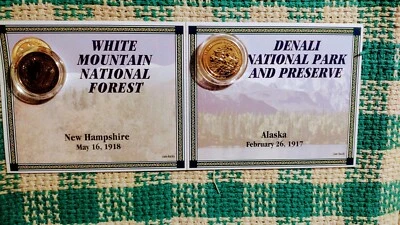 WHITE
MOUNTAIN
NATIONAL
FOREST
New Hampshire
May 16, 1918
DENALI
NATIONAL PARK
AND PRESERVE
Alaska
February 26, 1917